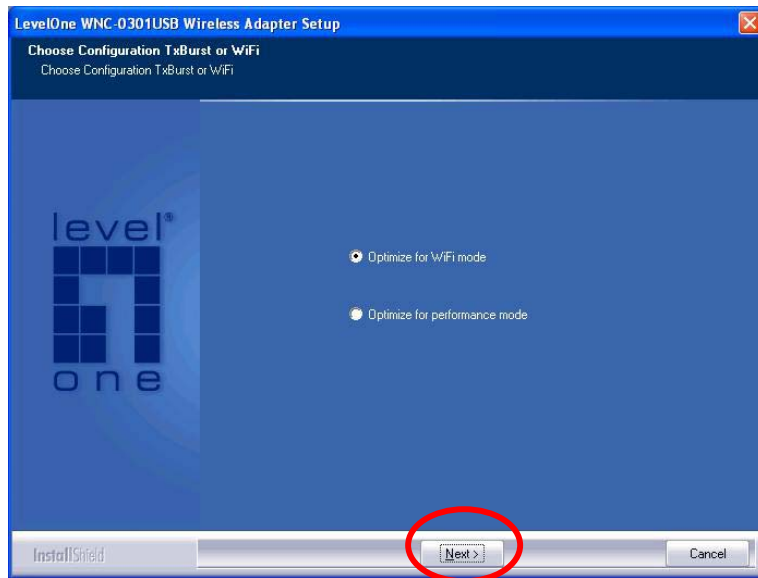 LevelOne WNC-0301USB Wireless Adapter Setup
Choose Configuration TxBurst or WiFi
Choose Configuration TxBurst or WiFi
level®
one
Optimize for WiFi mode
Optimize for performance mode
InstallShield
Next >
Cancel